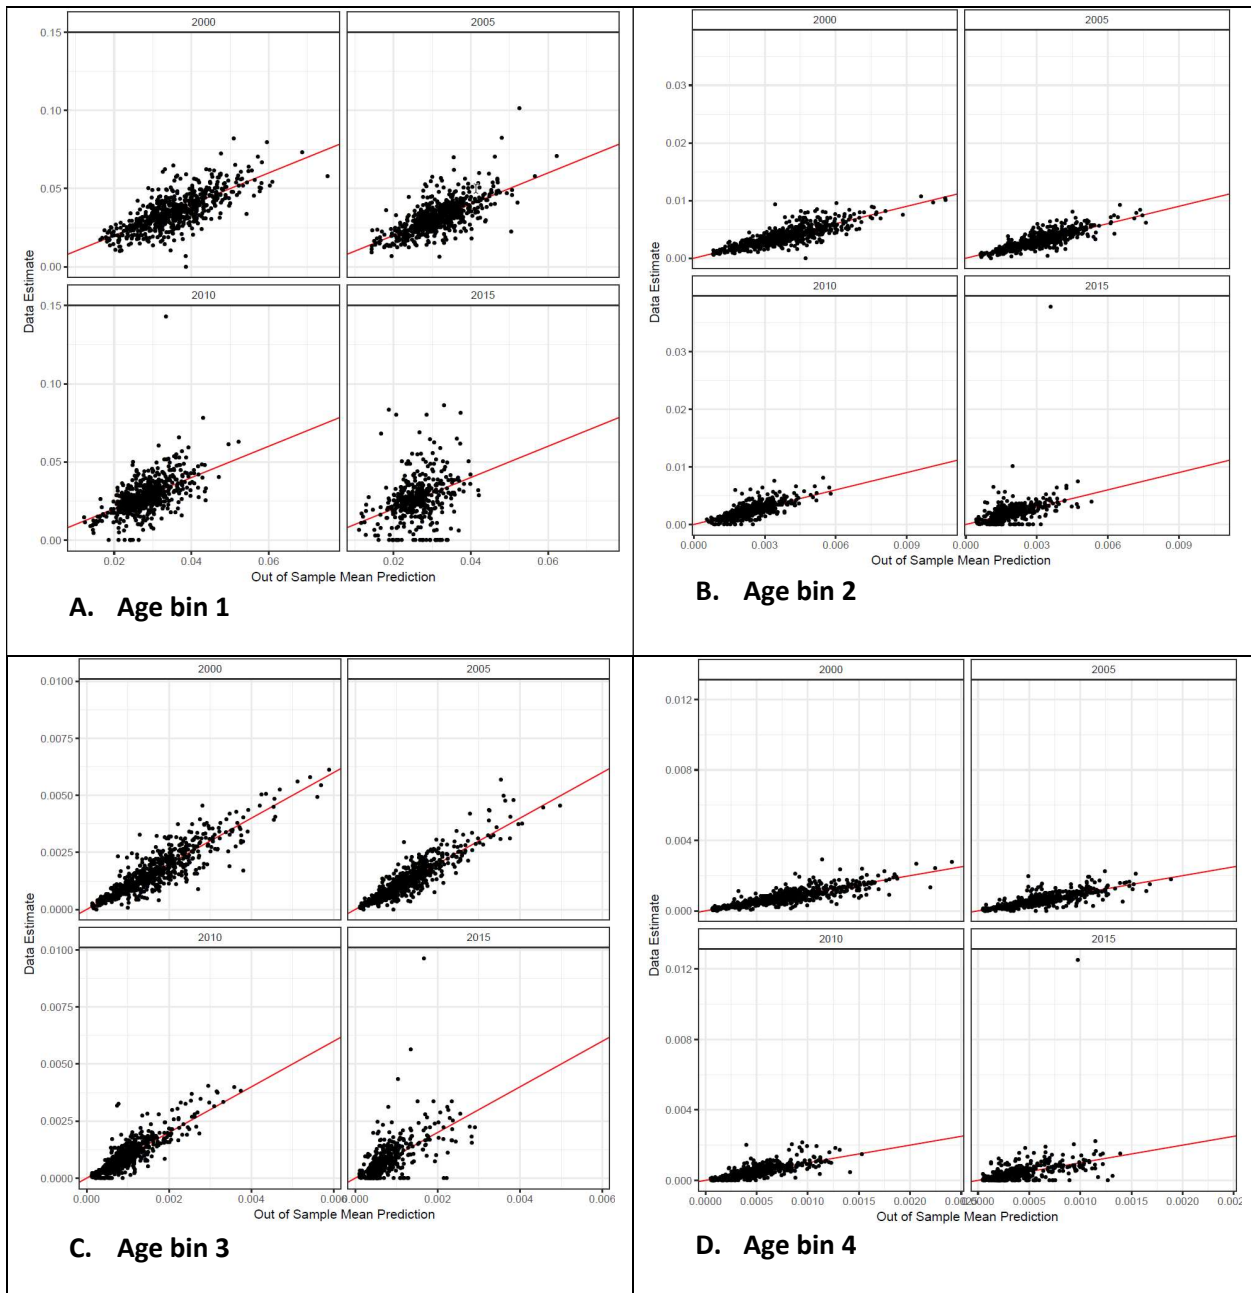 2000 2005
0.15
0.10
0.05
0.00
2010 2015
0.15
0.10
0.05
0.00
Data Estimate
0.02 0.04 0.06 0.02 0.04 0.06
Out of Sample Mean Prediction
A. Age bin 1
2000 2005
0.03
0.02
0.01
0.00
2010 2015
0.03
0.02
0.01
0.00
Data Estimate
0.000 0.003 0.006 0.009 0.000 0.003 0.006 0.009
Out of Sample Mean Prediction
B. Age bin 2
2000 2005
0.0100
0.0075
0.0050
0.0025
0.0000
2010 2015
0.0100
0.0075
0.0050
0.0025
0.0000
Data Estimate
0.000 0.002 0.004 0.000 0.002 0.004 0.006
Out of Sample Mean Prediction
C. Age bin 3
2000 2005
0.012
0.008
0.004
0.000
2010 2015
0.012
0.008
0.004
0.000
Data Estimate
0.0000 0.0005 0.0010 0.0015 0.0020 0.0005 0.0010 0.0015 0.0020
Out of Sample Mean Prediction
D. Age bin 4